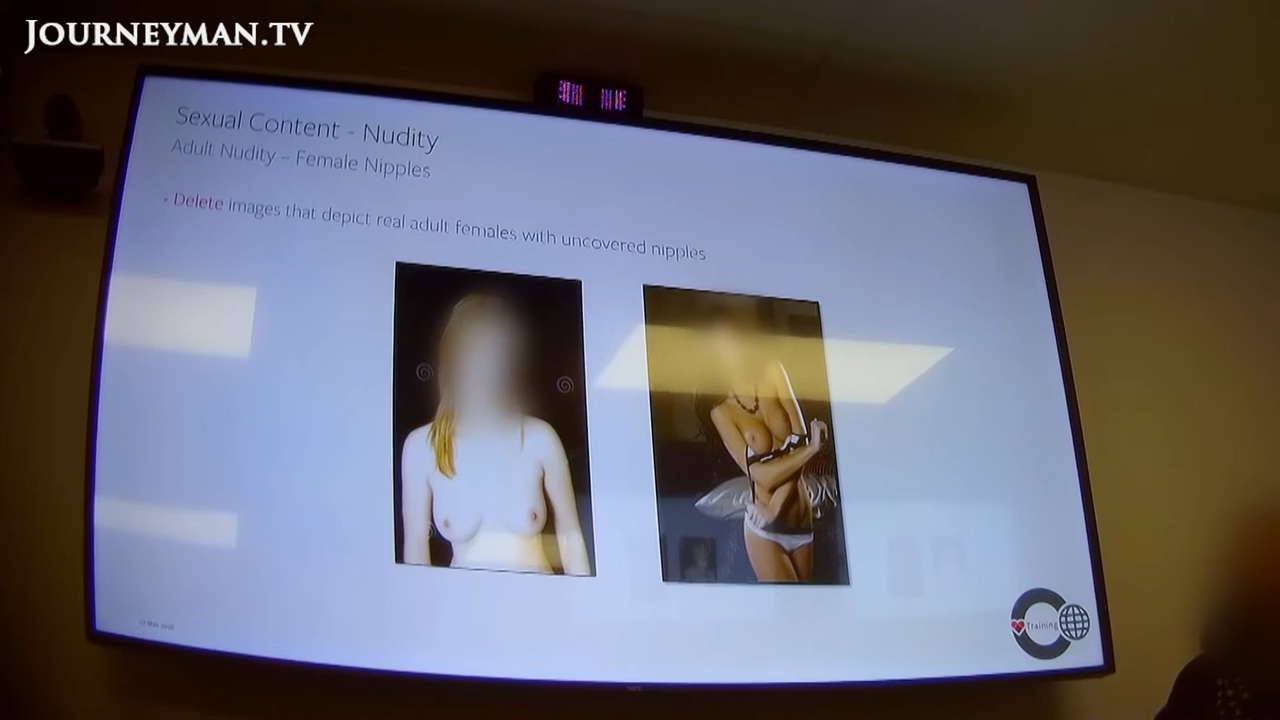 JOURNEYMAN.TV
Sexual Content - Nudity
Adult Nudity – Female Nipples
- Delete images that depict real adult females with uncovered nipples
Training